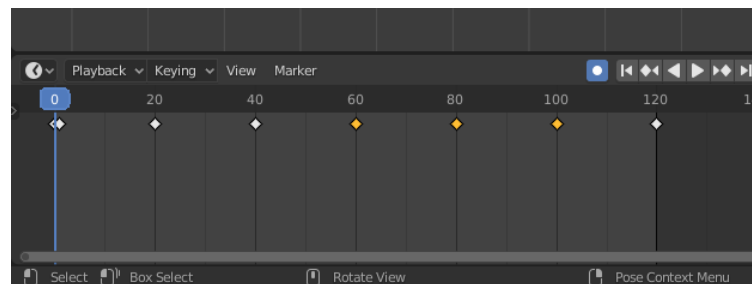 Playback Keying View Marker
0 20 40 60 80 100 120
Select Box Select Rotate View Pose Context Menu